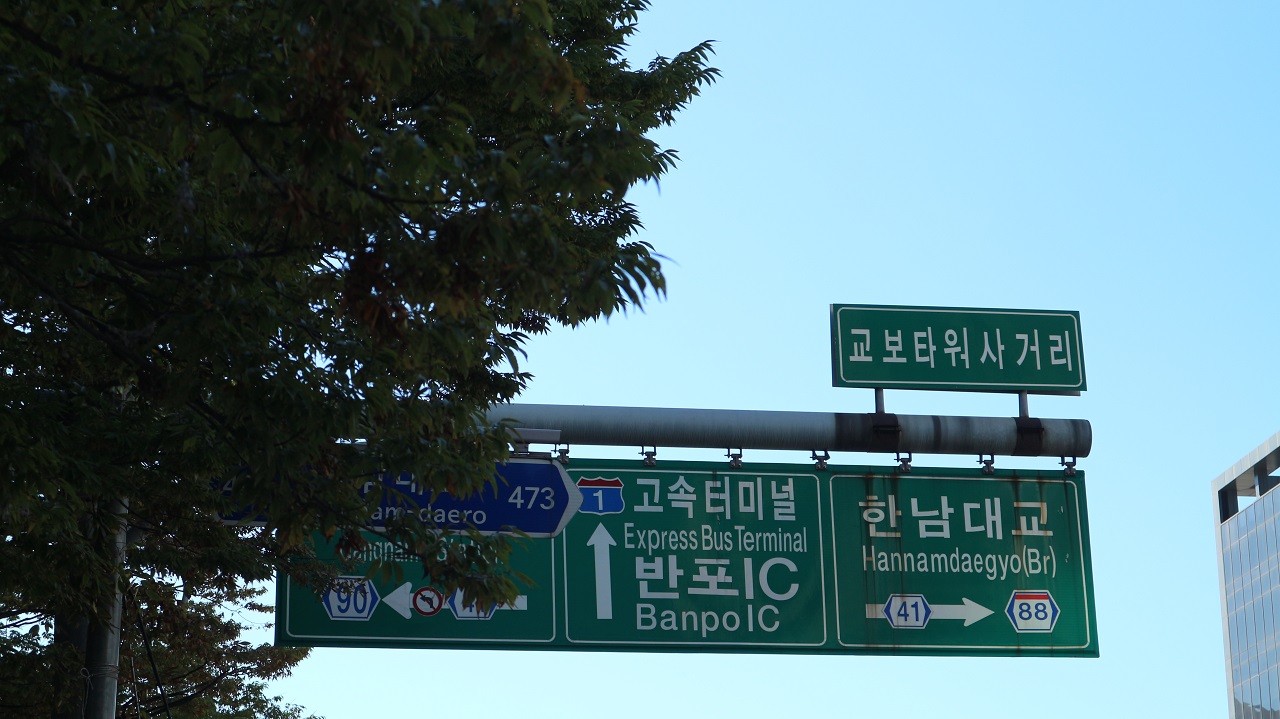 교보타워사거리
473
90
1
고속터미널
Express Bus Terminal
반포IC
Banpo IC
한남대교
Hannamdaegyo(Br)
41
88